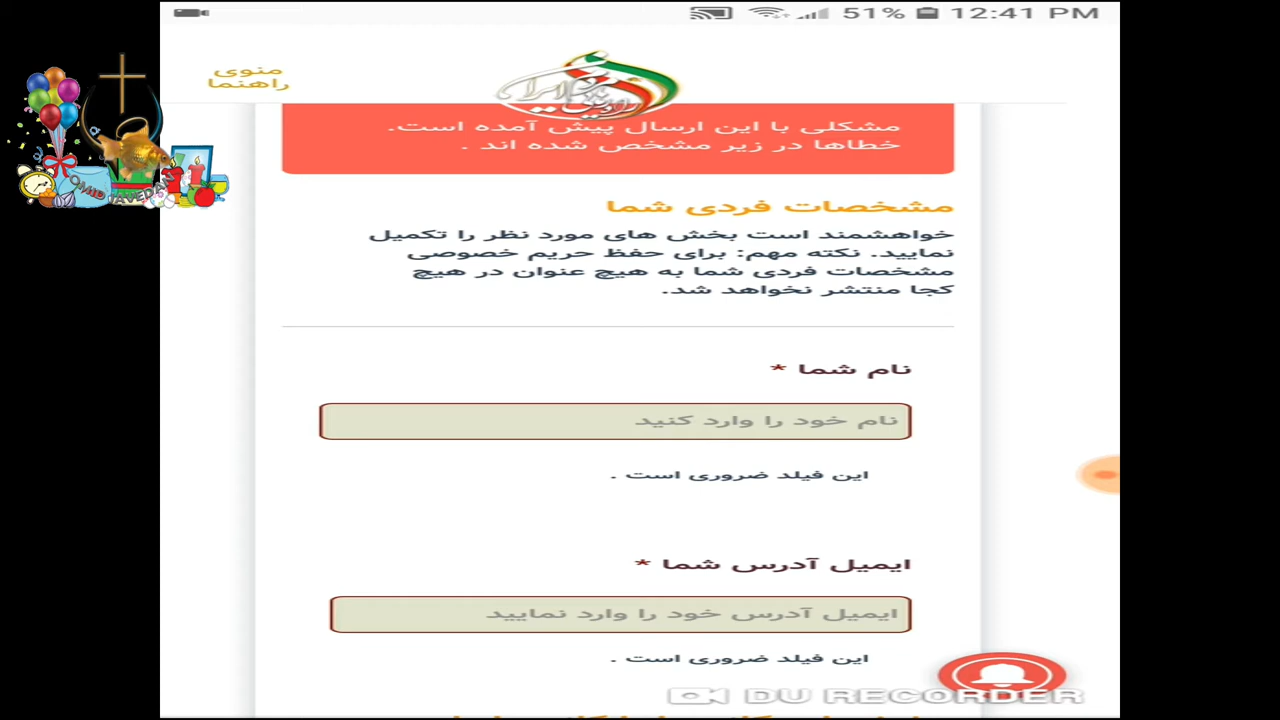 51% 12:41 PM
منوی
راهنما
مشکلی با این ارسال پیش آمده است.
خطاها در زیر مشخص شده اند .
مشخصات فردی شما
خواهشمند است بخش های مورد نظر را تکمیل
نمایید. نکته مهم: برای حفظ حریم خصوصی
مشخصات فردی شما به هیچ عنوان در هیچ
کجا منتشر نخواهد شد.
نام شما *
نام خود را وارد کنید
این فیلد ضروری است .
ایمیل آدرس شما *
ایمیل آدرس خود را وارد نمایید
این فیلد ضروری است .
DU RECORDER
OMID JAVEDAN